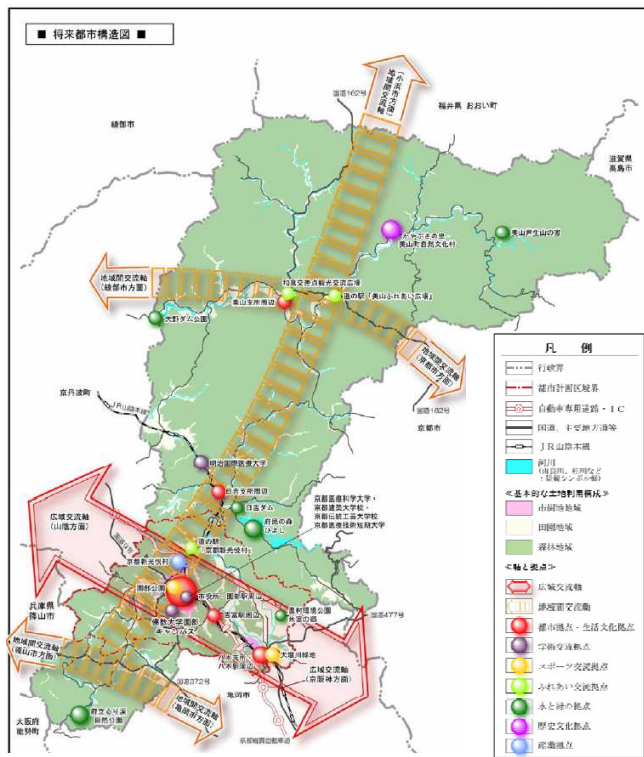 ■ 将来都市構造図 ■
地域間交流軸
(小浜市方面)
国道162号
福井県 おおい町
綾部市
滋賀県
高島市
かやぶきの里
美山町自然文化村
美山芦生山の家
地域間交流軸
(綾部市方面)
和泉交差点観光交流広場
美山支所周辺
道の駅「美山ふれあい広場」
大野ダム公園
地域間交流軸
(京都市方面)
京丹波町
JR山陰本線
国道162号
京都市
明治国際医療大学
日吉支所周辺
日吉ダム
府民の森
ひよし
京都医療科学大学・
京都建築大学校・
京都伝統工芸大学校
京都医療技術短期大学
広域交流軸
(山陰方面)
国道9号
道の駅
「京都新光悦村」
京都新光悦村
園部公園
市役所・園部駅周辺
兵庫県
篠山市
佛教大学園部
キャンパス
吉富駅周辺
農村環境公園
氷室の郷
国道477号
地域間交流軸
(篠山市方面)
八木支所・
八木駅周辺
大堰川緑地
広域交流軸
(京阪神方面)
国道372号
地域間交流軸
(亀岡市方面)
亀岡市
府立るり渓
自然公園
大阪府
能勢町
京都縦貫自動車道
凡 例
行政界
都市計画区域界
自動車専用道路・IC
国道、主要地方道等
JR山陰本線
河川
(由良川、桂川など
≪基本的な土地利用構成≫
市街地地域
田園地域
森林地域
≪軸と拠点≫
広域交流軸
地域間交流軸
都市拠点・生活文化拠点
学術交流拠点
スポーツ交流拠点
ふれあい交流拠点
水と緑の拠点
歴史文化拠点
産業拠点